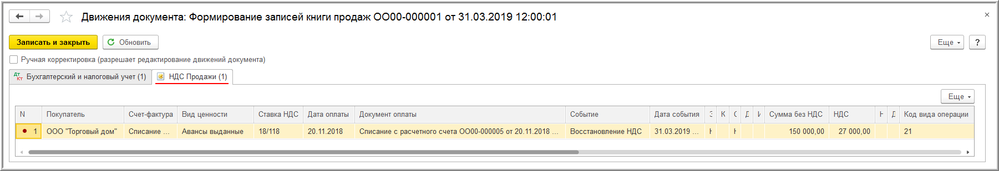 Движения документа: Формирование записей книги продаж ОО00-000001 от 31.03.2019 12:00:01
×
Записать и закрыть Обновить Еще ?
Ручная корректировка (разрешает редактирование движений документа)
Дт Кт Бухгалтерский и налоговый учет (1) НДС Продажи (1)
Еще
N Покупатель Счет-фактура Вид ценности Ставка НДС Дата оплаты Документ оплаты Событие Дата события К Сумма без НДС НДС Код вида операции
1 ООО "Торговый дом" Списание ... Авансы выданные 18/118 20.11.2018 Списание с расчетного счета ОО00-000005 от 20.11.2018 ... Восстановление НДС 31.03.2019 ... 150 000,00 27 000,00 21